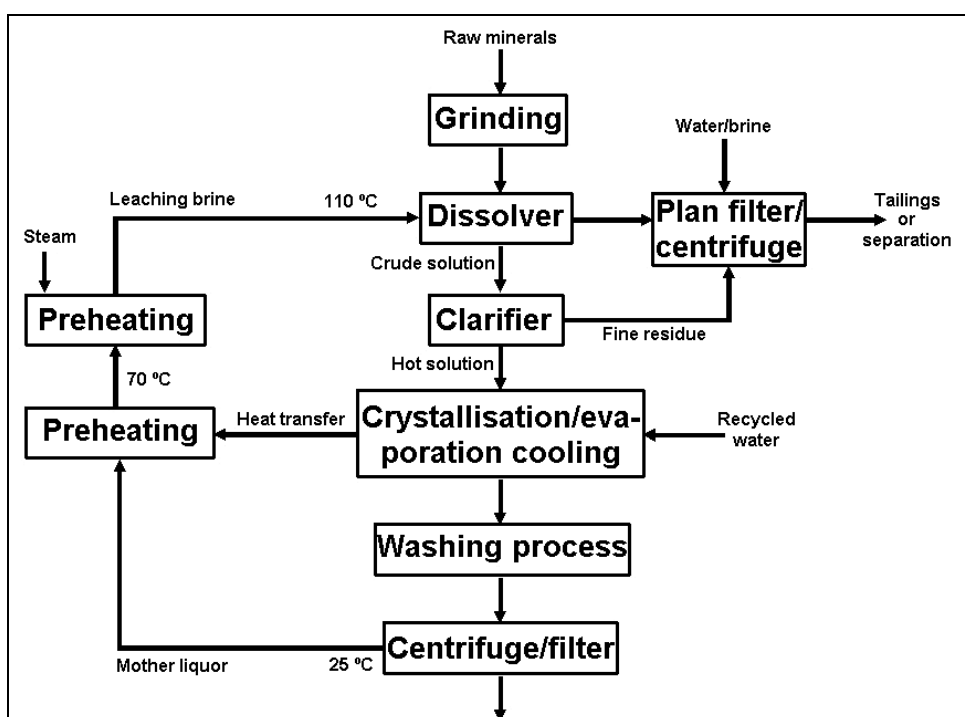 Raw minerals
Grinding
Water/brine
Leaching brine
110 ºC
Dissolver
Plan filter/
centrifuge
Tailings
or
separation
Steam
Crude solution
Preheating
Clarifier
Fine residue
Hot solution
70 ºC
Preheating
Heat transfer
Crystallisation/eva-
poration cooling
Recycled
water
Washing process
Centrifuge/filter
Mother liquor
25 ºC